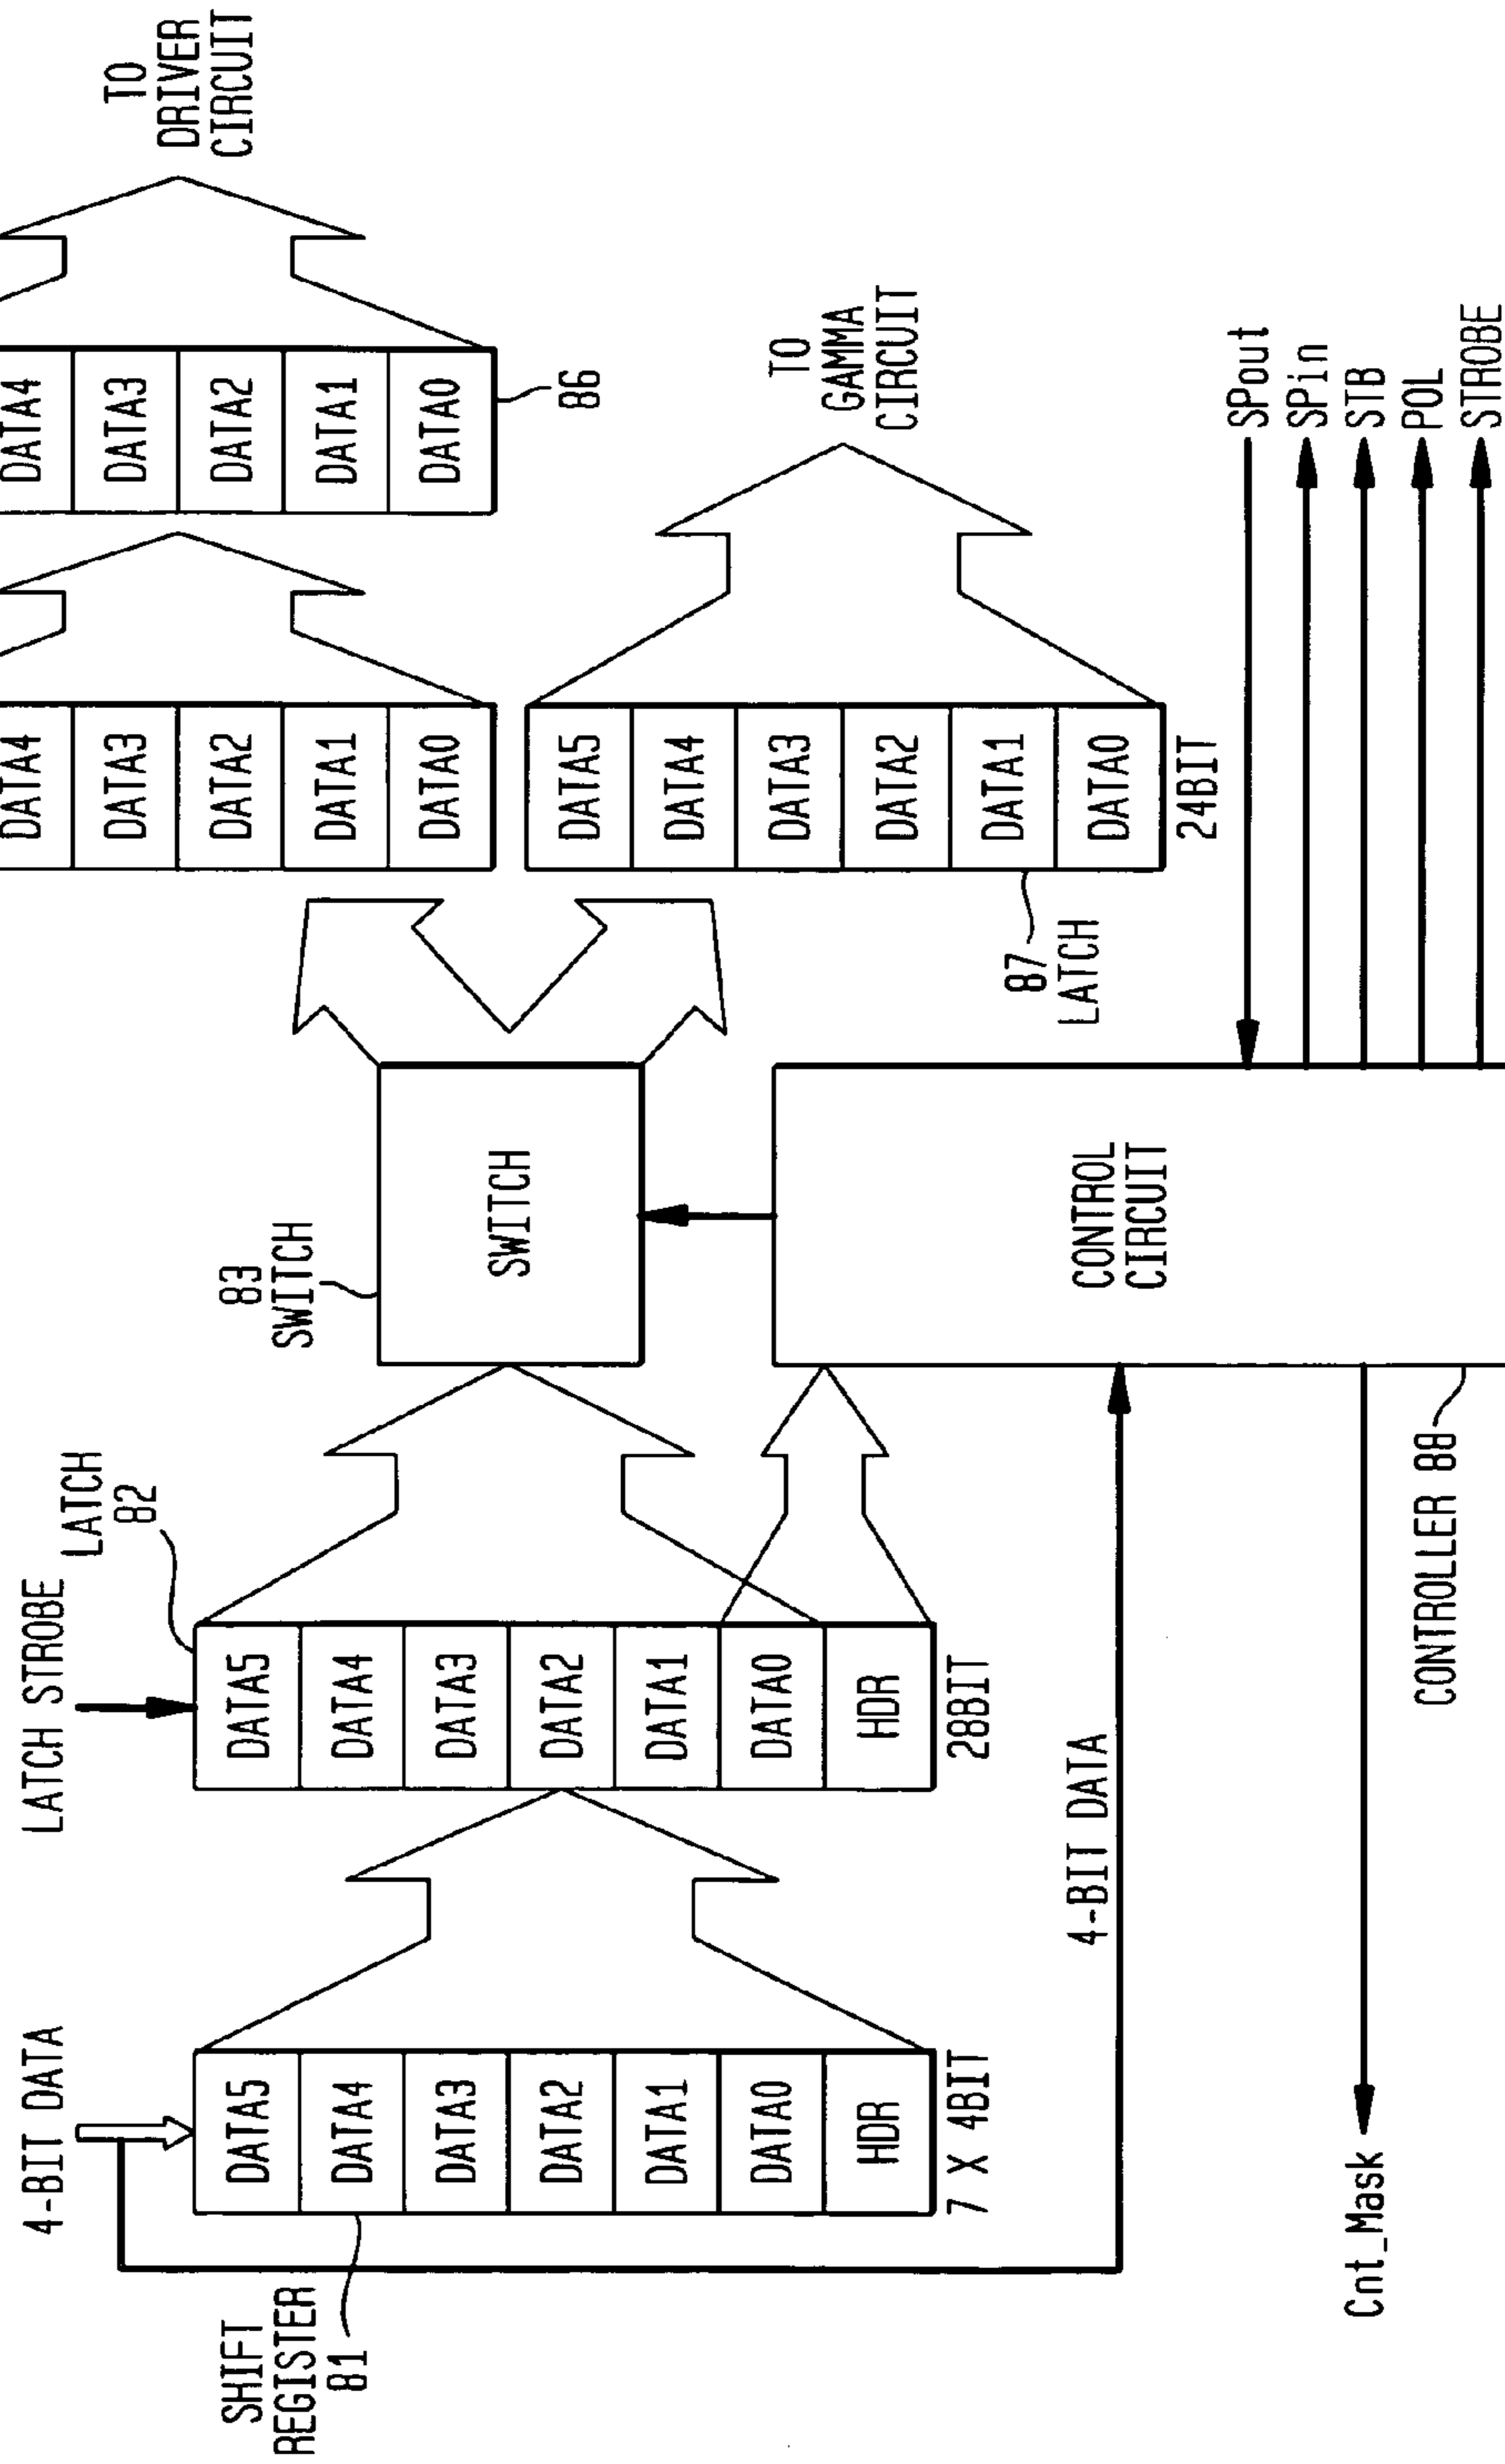 4-BIT DATA
SHIFT
REGISTER
81
DATA5
DATA4
DATA3
DATA2
DATA1
DATA0
HDR
7 X 4BIT
LATCH STROBE
LATCH
82
DATA5
DATA4
DATA3
DATA2
DATA1
DATA0
HDR
28BIT
4-BIT DATA
83
SWITCH
SWITCH
CONTROL
CIRCUIT
CONTROLLER 88
Cnt_Mask
DATA4
DATA3
DATA2
DATA1
DATA0
DATA5
DATA4
DATA3
DATA2
DATA1
DATA0
24BIT
87
LATCH
DATA4
DATA3
DATA2
DATA1
DATA0
86
TO
DRIVER
CIRCUIT
TO
GAMMA
CIRCUIT
SPout
SPin
STB
POL
STROBE